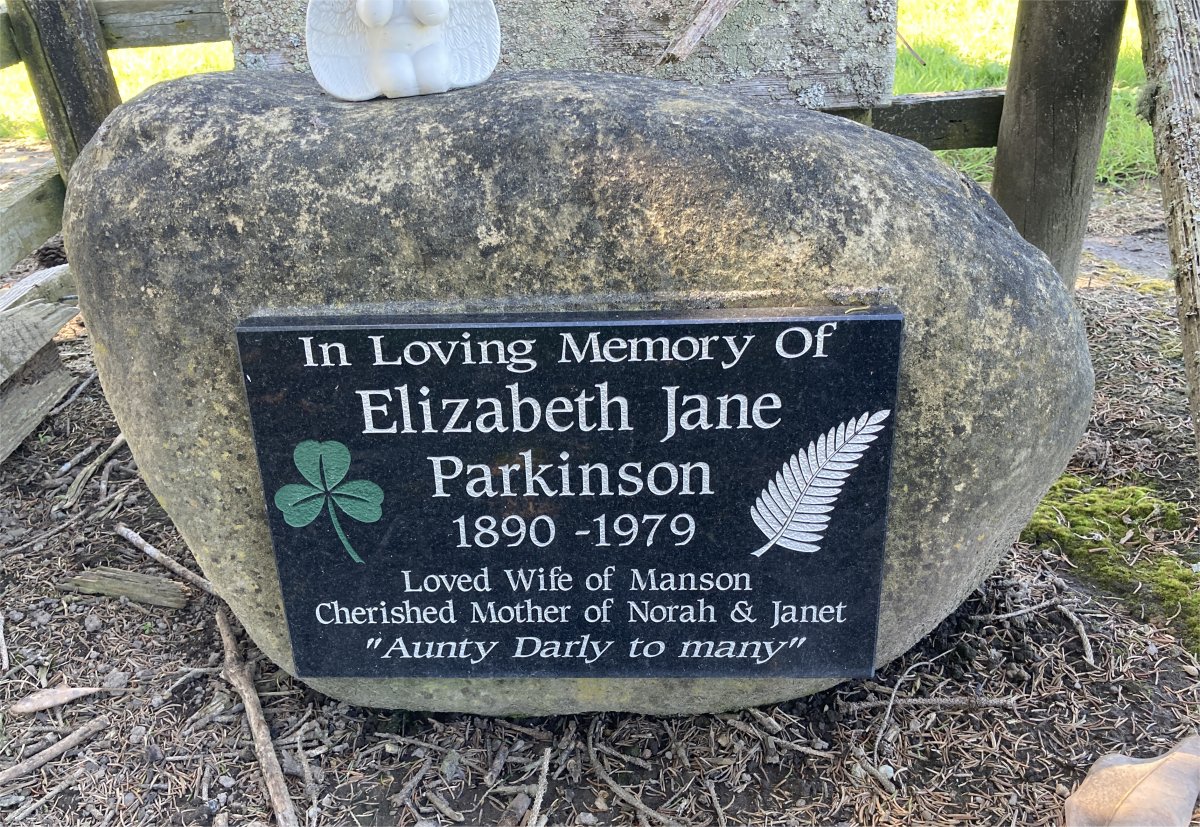 In Loving Memory Of
Elizabeth Jane
Parkinson
1890 -1979
Loved Wife of Manson
Cherished Mother of Norah & Janet
"Aunty Darly to many"